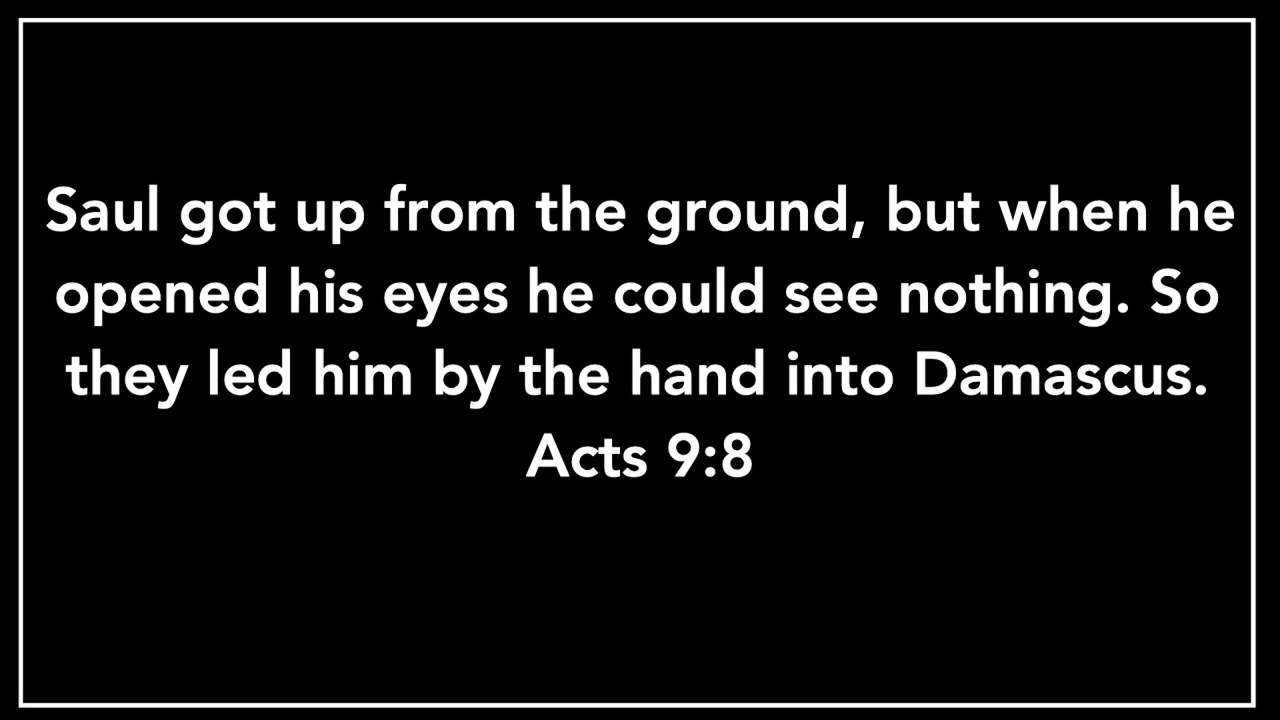 Saul got up from the ground, but when he
opened his eyes he could see nothing. So
they led him by the hand into Damascus.
Acts 9:8